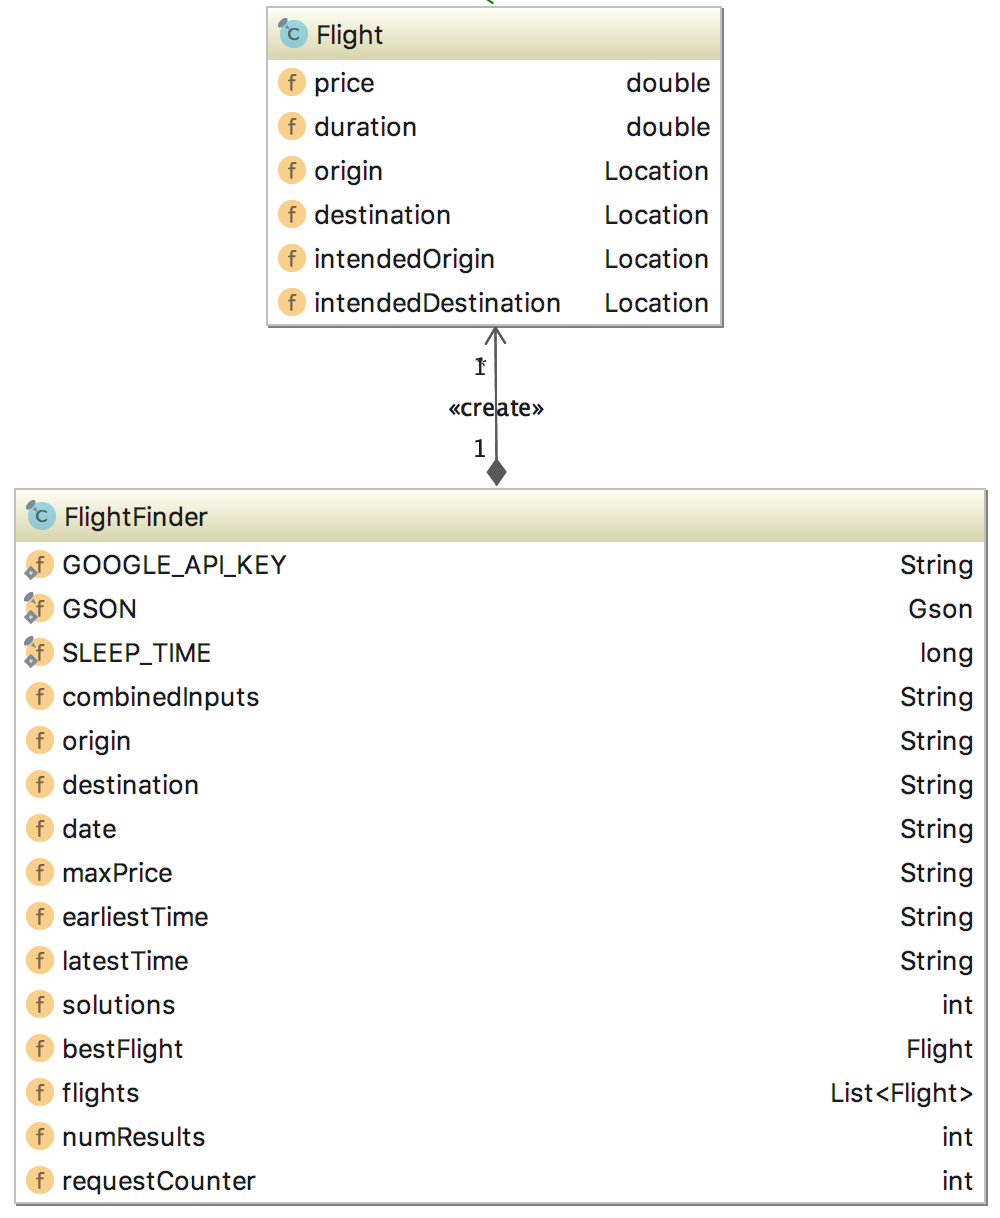 C Flight
f price double
f duration double
f origin Location
f destination Location
f intendedOrigin Location
f intendedDestination Location
«create»
1
C FlightFinder
f GOOGLE_API_KEY String
f GSON Gson
f SLEEP_TIME long
f combinedInputs String
f origin String
f destination String
f date String
f maxPrice String
f earliestTime String
f latestTime String
f solutions int
f bestFlight Flight
f flights List<Flight>
f numResults int
f requestCounter int